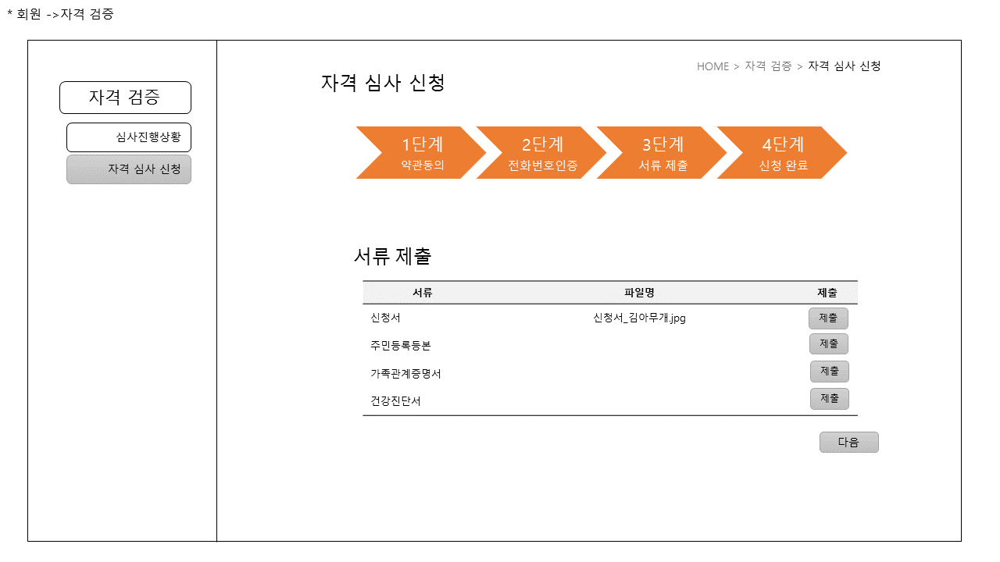 * 회원 ->자격 검증
HOME > 자격 검증 > 자격 심사 신청
자격 검증
심사진행상황
자격 심사 신청
자격 심사 신청
1단계
약관동의
2단계
전화번호인증
3단계
서류 제출
4단계
신청 완료
서류 제출
서류 파일명 제출
신청서 신청서_김아무개.jpg 제출
주민등록등본 제출
가족관계증명서 제출
건강진단서 제출
다음